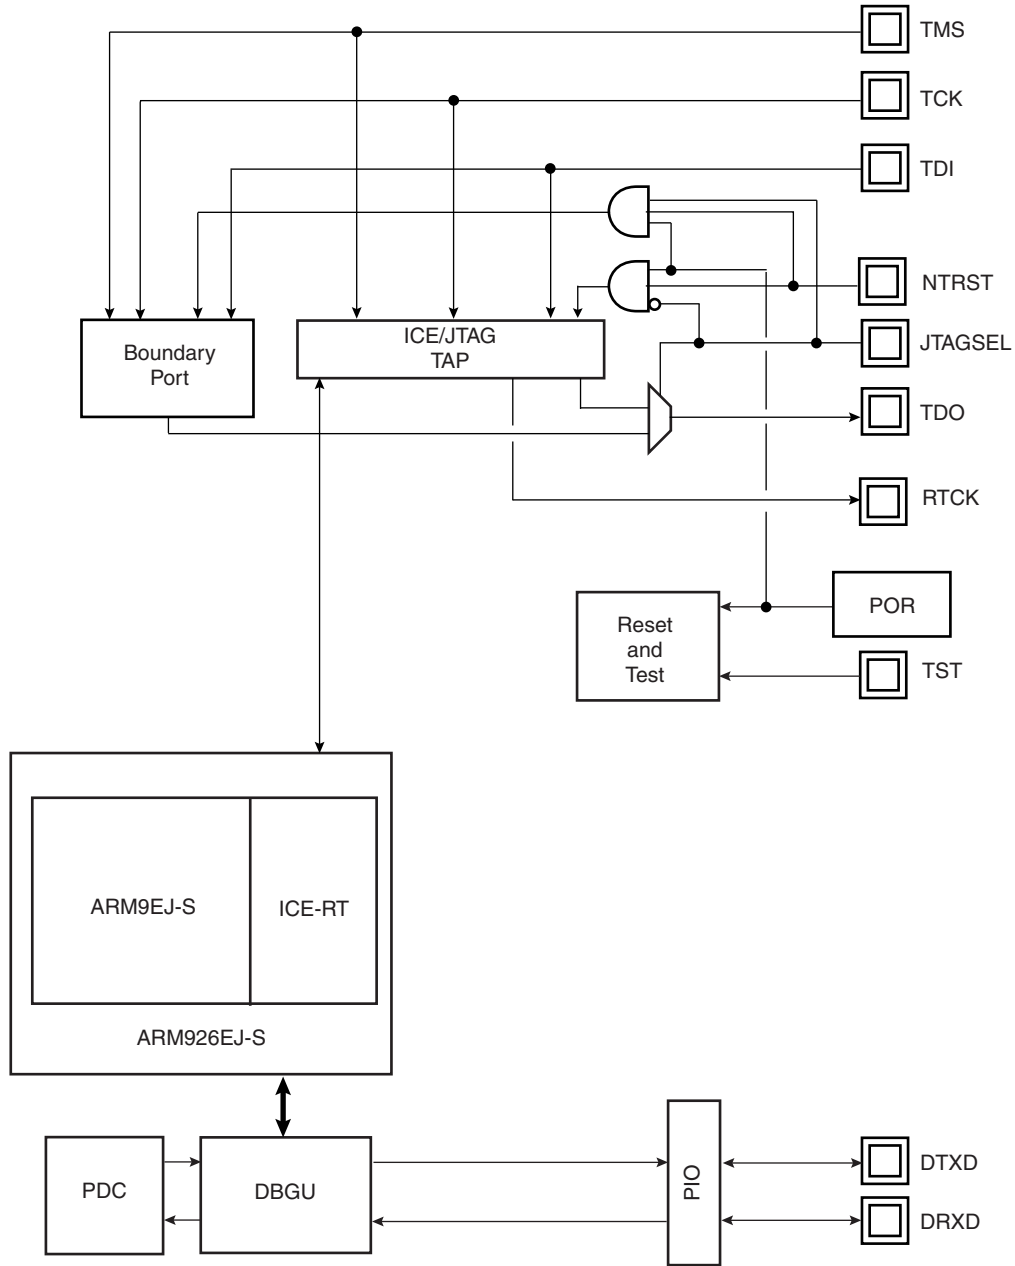 TMS
TCK
TDI
NTRST
Boundary
Port
ICE/JTAG
TAP
JTAGSEL
TDO
RTCK
POR
Reset
and
Test
TST
ARM9EJ-S
ICE-RT
ARM926EJ-S
PDC
DBGU
PIO
DTXD
DRXD